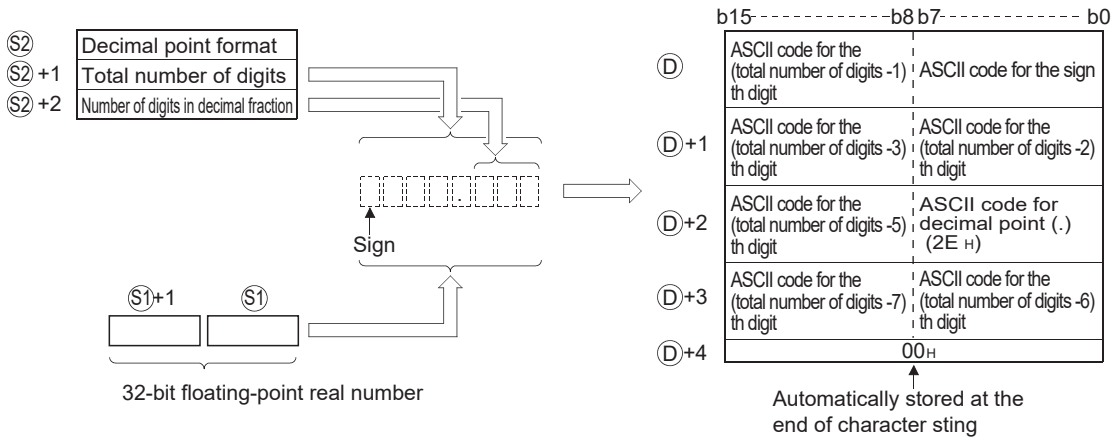 S2 Decimal point format
S2 +1 Total number of digits
S2 +2 Number of digits in decimal fraction
.
Sign
S1+1 S1
32-bit floating-point real number
b15 b8 b7 b0
D
ASCII code for the
(total number of digits -1)
th digit
ASCII code for the sign
D+1
ASCII code for the
(total number of digits -3)
th digit
ASCII code for the
(total number of digits -2)
th digit
D+2
ASCII code for the
(total number of digits -5)
th digit
ASCII code for
decimal point (.)
(2E H)
D+3
ASCII code for the
(total number of digits -7)
th digit
ASCII code for the
(total number of digits -6)
th digit
D+4
00H
Automatically stored at the
end of character sting